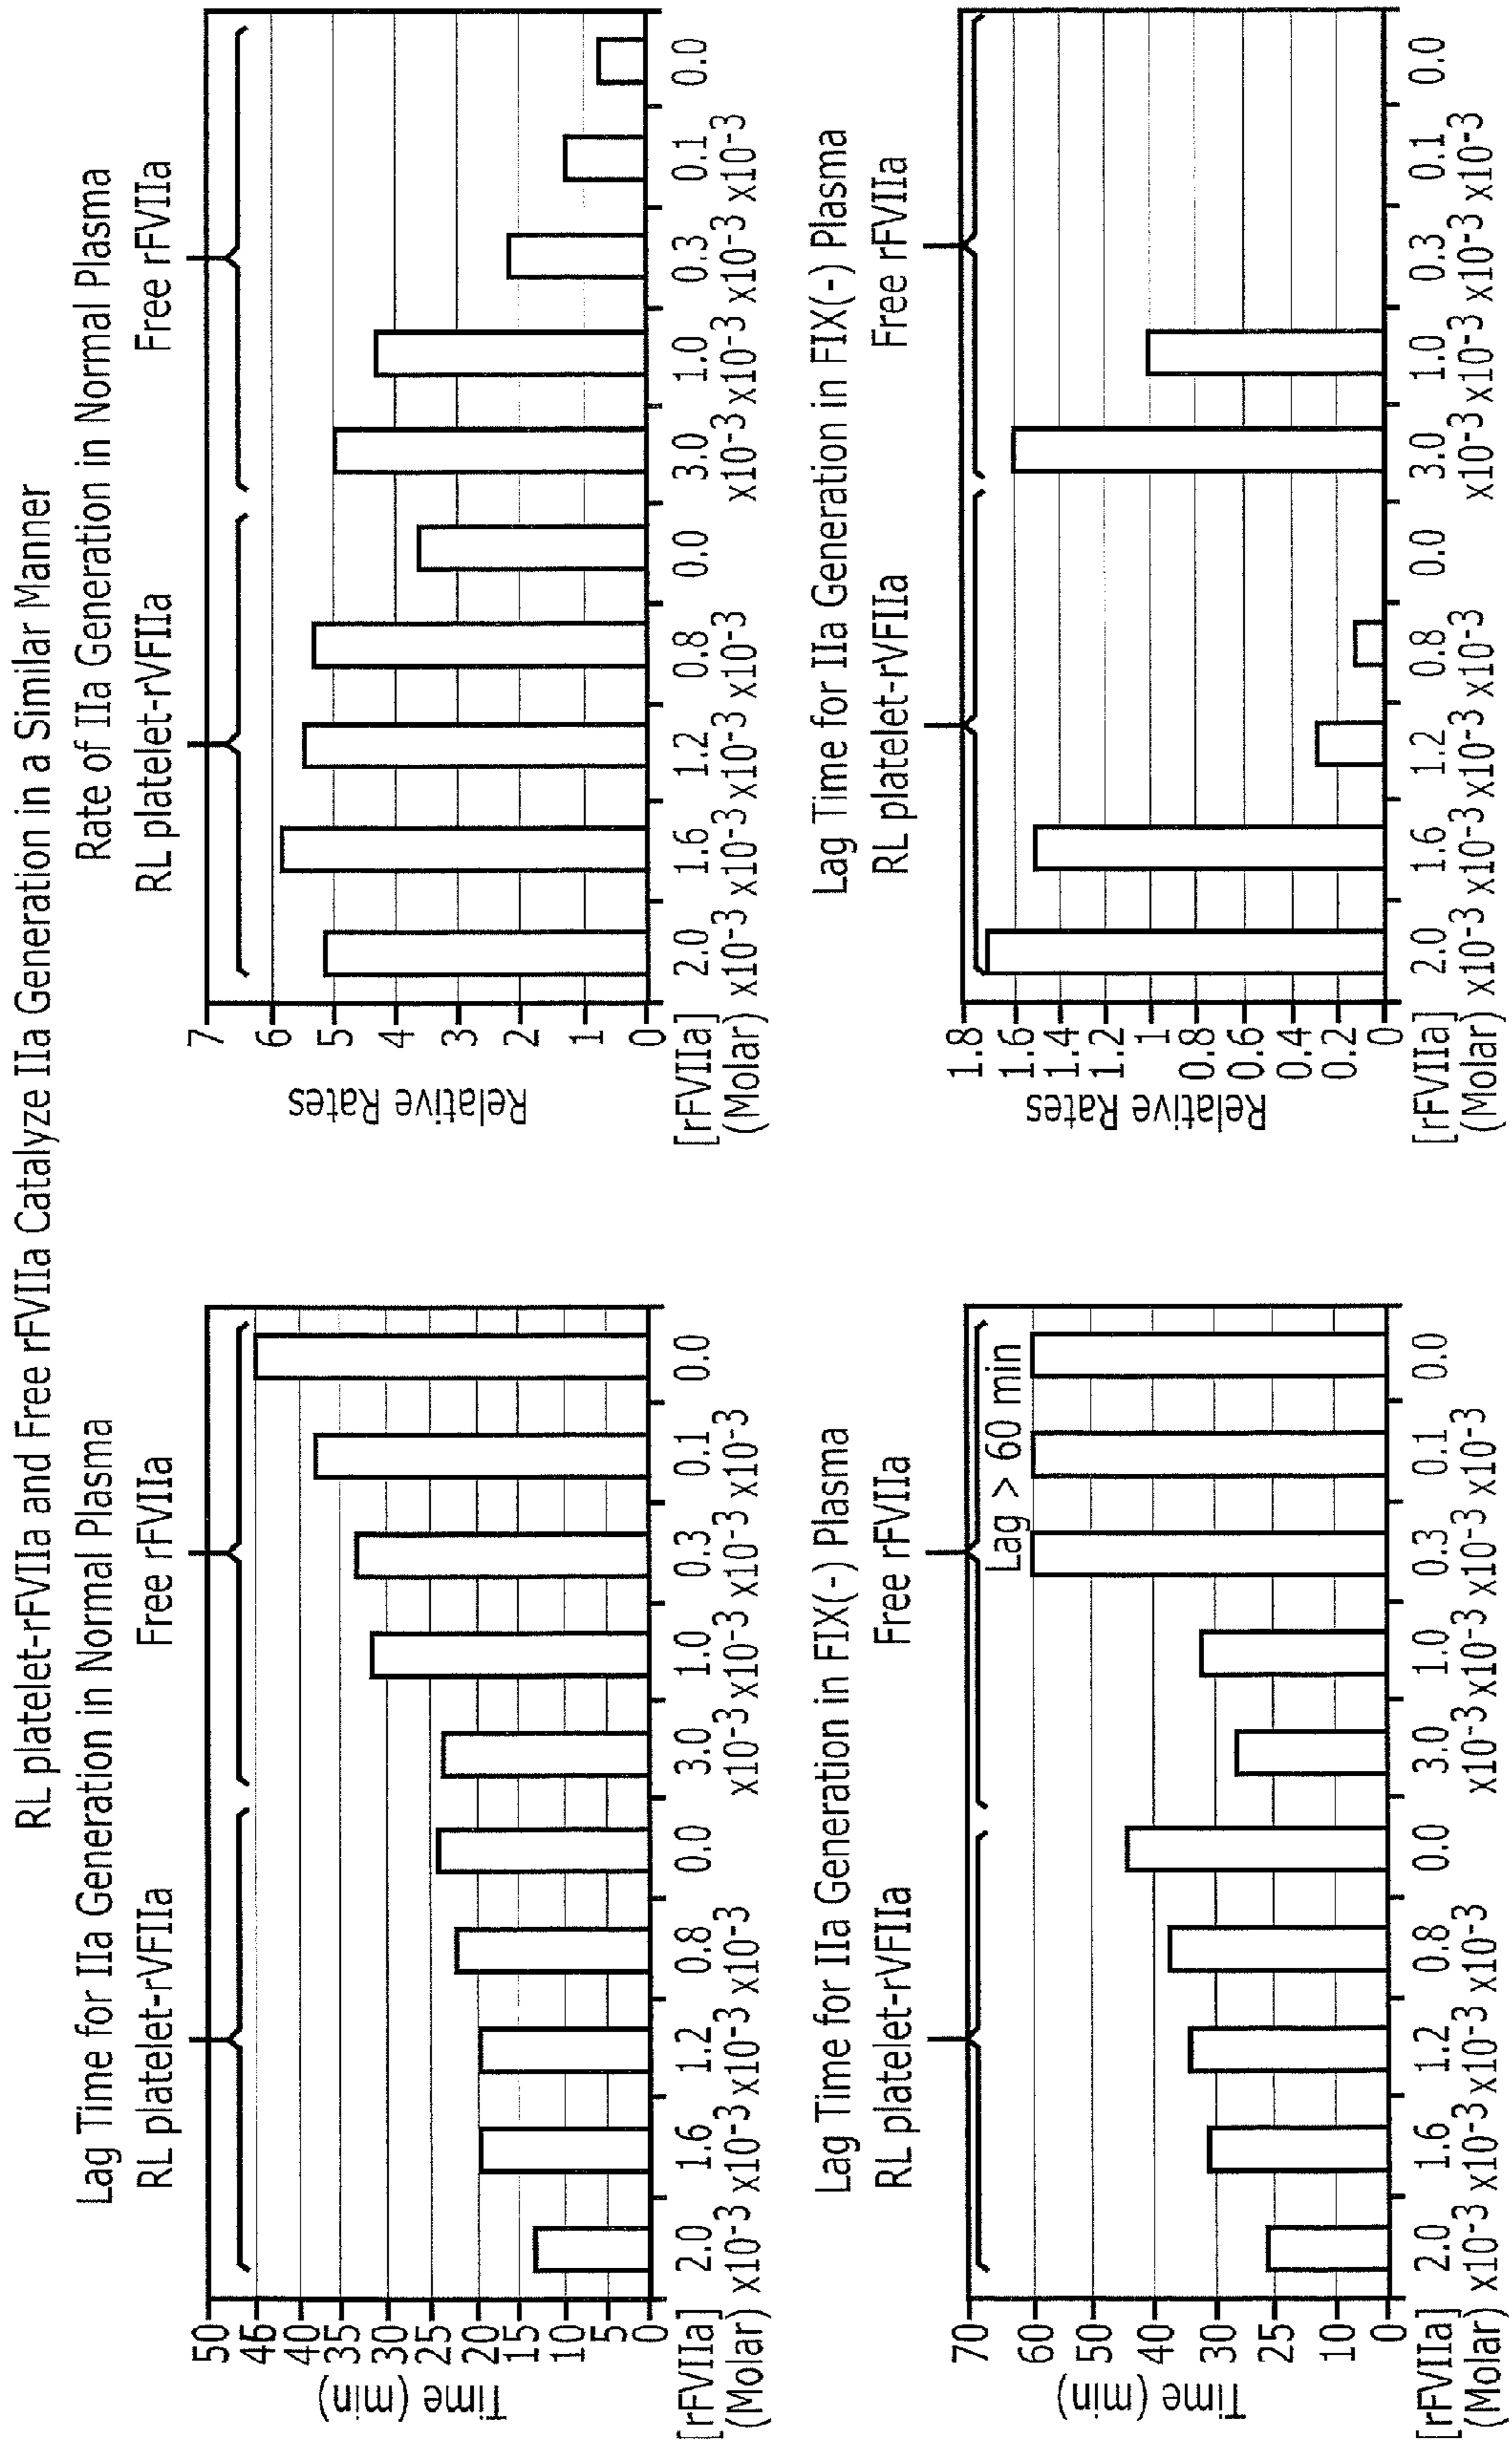 RL platelet-rFVIIa and Free rFVIIa Catalyze IIa Generation in a Similar Manner
Lag Time for IIa Generation in Normal Plasma
RL platelet-rVFIIa
Free rFVIIa
50
45
40
35
30
25
20
15
10
5
0
Time (min)
[rFVIIa] 2.0 1.6 1.2 0.8 0.0 3.0 1.0 0.3 0.1 0.0
(Molar) x10-3 x10-3 x10-3 x10-3 x10-3 x10-3 x10-3 x10-3
Rate of IIa Generation in Normal Plasma
RL platelet-rVFIIa
Free rFVIIa
7
6
5
4
3
2
1
0
Relative Rates
[rFVIIa] 2.0 1.6 1.2 0.8 0.0 3.0 1.0 0.3 0.1 0.0
(Molar) x10-3 x10-3 x10-3 x10-3 x10-3 x10-3 x10-3 x10-3
Lag Time for IIa Generation in FIX(-) Plasma
RL platelet-rVFIIa
Free rFVIIa
Lag > 60 min
70
60
50
40
30
25
10
0
Time (min)
[rFVIIa] 2.0 1.6 1.2 0.8 0.0 3.0 1.0 0.3 0.1 0.0
(Molar) x10-3 x10-3 x10-3 x10-3 x10-3 x10-3 x10-3 x10-3
Lag Time for IIa Generation in FIX(-) Plasma
RL platelet-rVFIIa
Free rFVIIa
1.8
1.6
1.4
1.2
1
0.8
0.6
0.4
0.2
0
Relative Rates
[rFVIIa] 2.0 1.6 1.2 0.8 0.0 3.0 1.0 0.3 0.1 0.0
(Molar) x10-3 x10-3 x10-3 x10-3 x10-3 x10-3 x10-3 x10-3